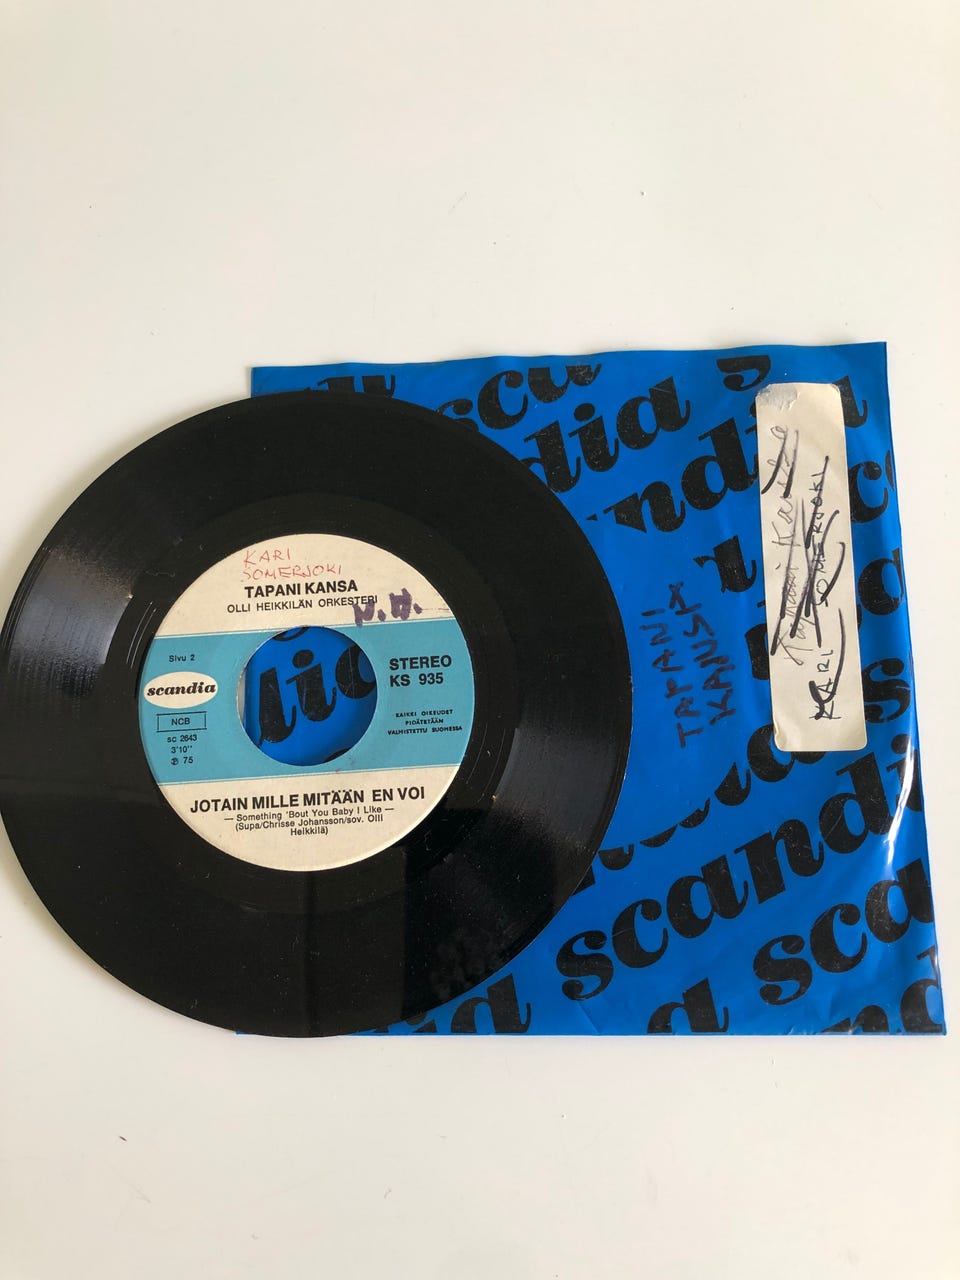 KARI
SOMERJOKI
TAPANI KANSA
OLLI HEIKKILÄN ORKESTERI
Sivu 2
scandia
NCB
sc 2643
3'10"
℗ 75
STEREO
KS 935
KAIKKI OIKEUDET
PIDÄTETÄÄN
VALMISTETTU SUOMESSA
JOTAIN MILLE MITÄÄN EN VOI
— Something 'Bout You Baby I Like —
(Supa/Chrisse Johansson/sov. Olli
Heikkilä)
TAPANI
KANSA
Tapani Kansa
KARI SOMERJOKI
scandia
scandia